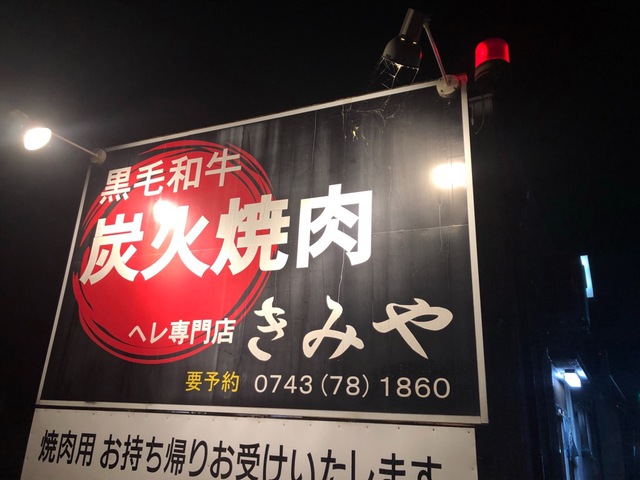 黒毛和牛
炭火焼肉
ヘレ専門店 きみや
要予約 0743(78)1860
焼肉用 お持ち帰りお受けいたします